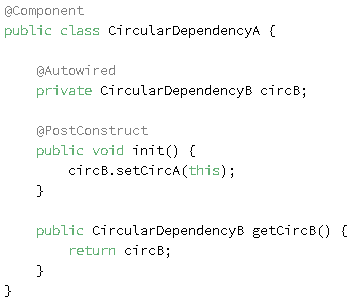 @Component
public class CircularDependencyA {
@Autowired
private CircularDependencyB circB;
@PostConstruct
public void init() {
circB.setCircA(this);
}
public CircularDependencyB getCircB() {
return circB;
}
}